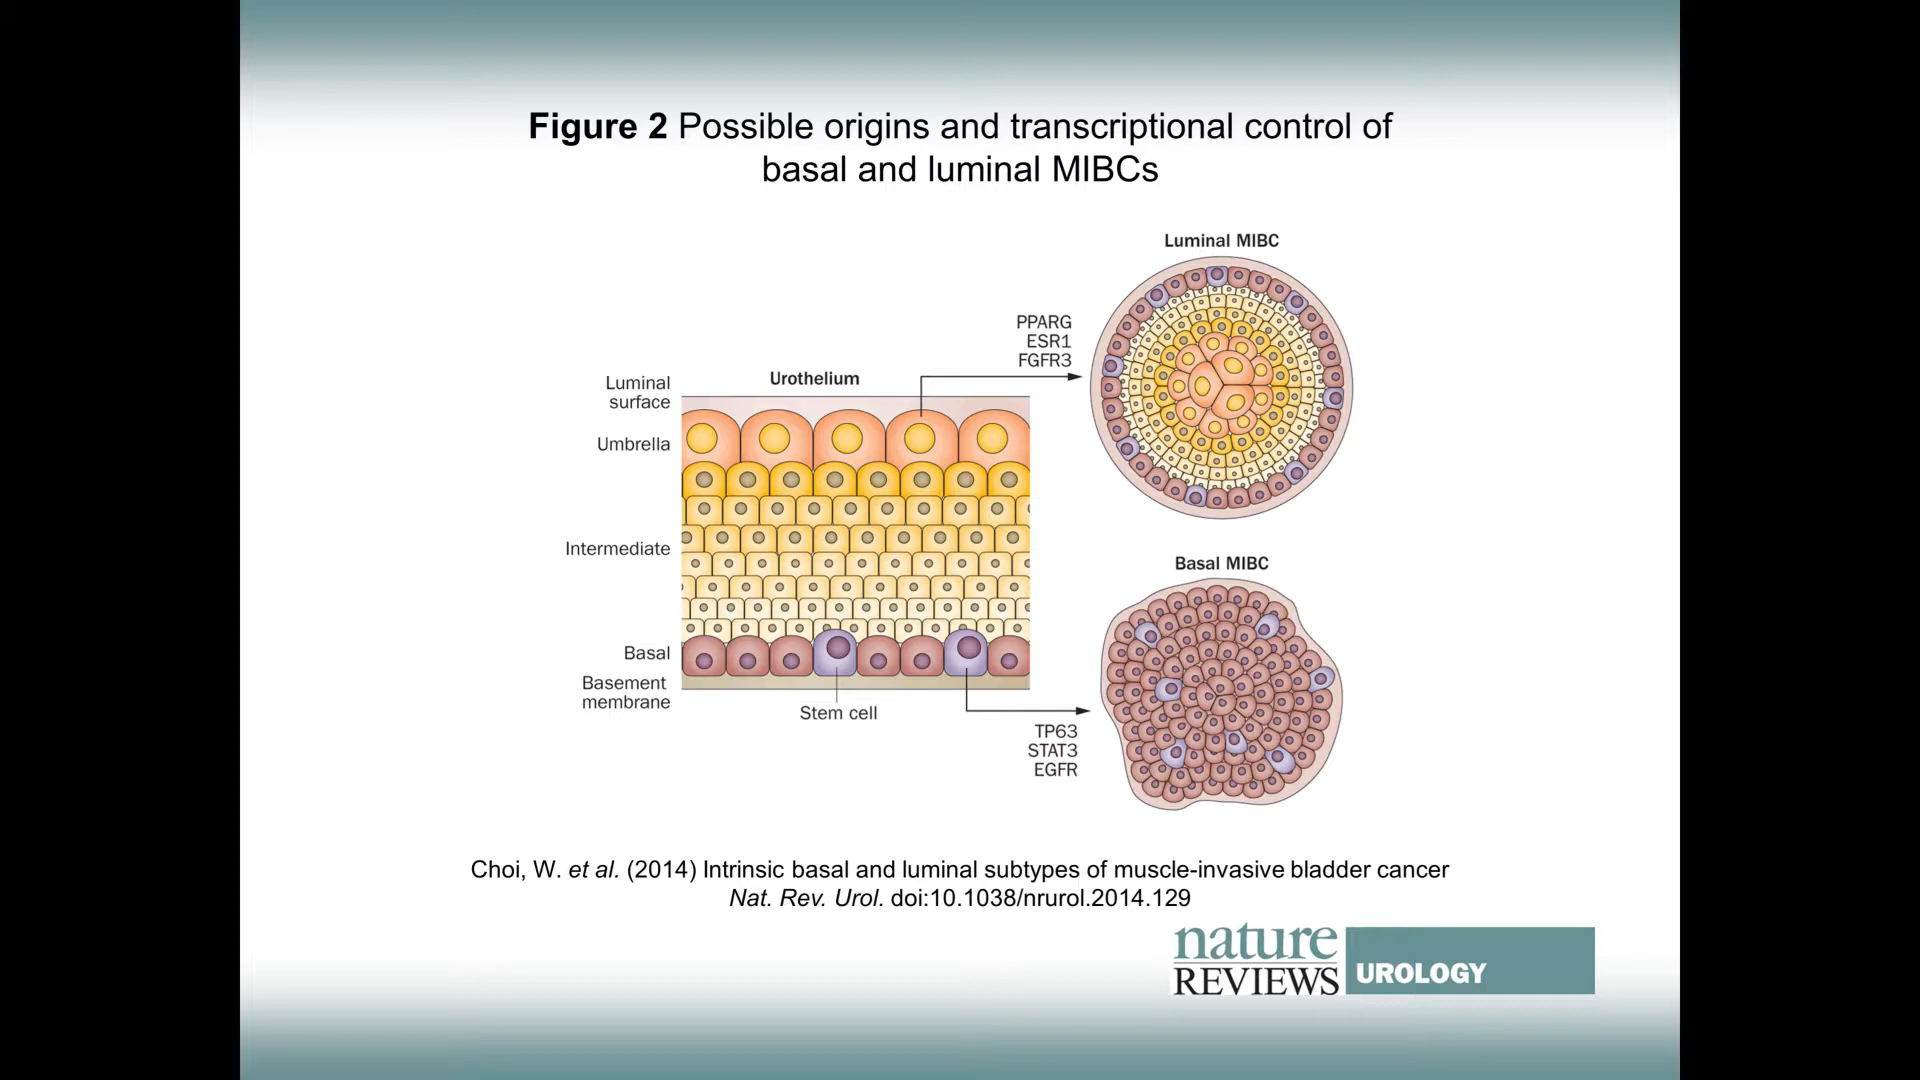 Figure 2 Possible origins and transcriptional control of
basal and luminal MIBCs
Luminal MIBC
PPARG
ESR1
FGFR3
Urothelium
Luminal
surface
Umbrella
Intermediate
Basal
Basement
membrane
Stem cell
Basal MIBC
TP63
STAT3
EGFR
Choi, W. et al. (2014) Intrinsic basal and luminal subtypes of muscle-invasive bladder cancer
Nat. Rev. Urol. doi:10.1038/nrurol.2014.129
nature
REVIEWS UROLOGY